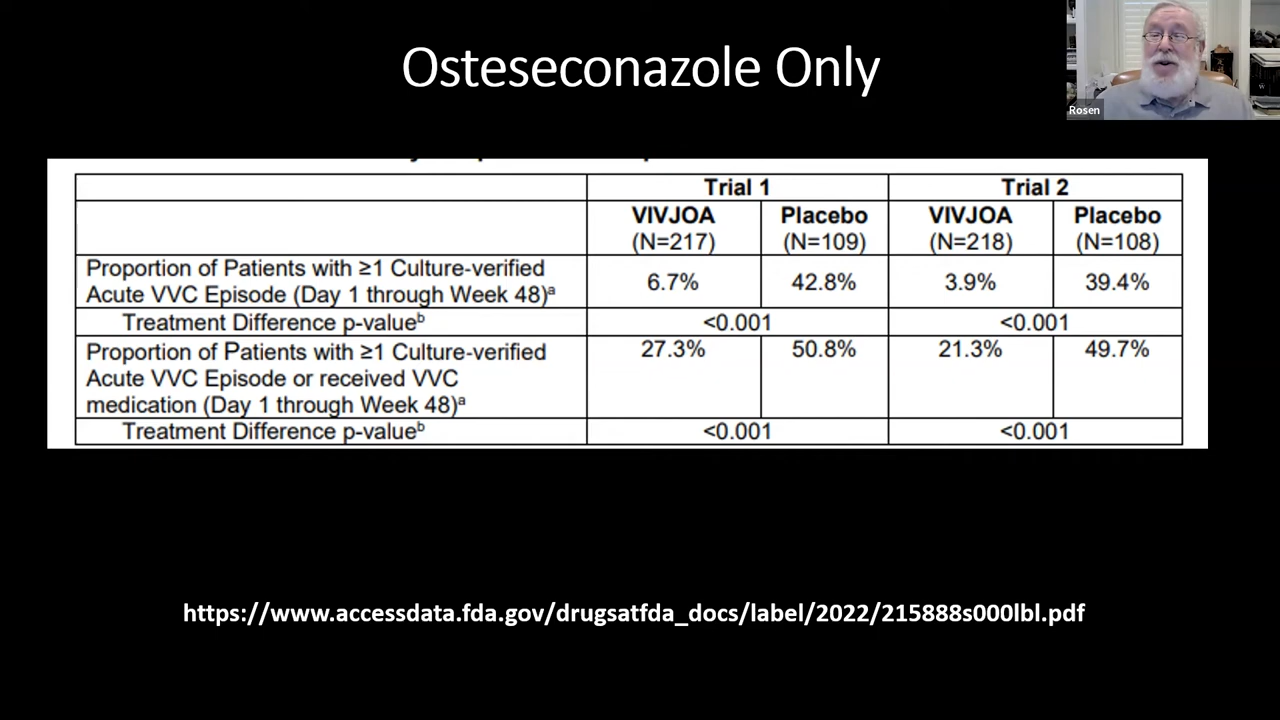 Osteseconazole Only
Rosen
Trial 1 Trial 2
VIVJOA Placebo VIVJOA Placebo
(N=217) (N=109) (N=218) (N=108)
Proportion of Patients with ≥1 Culture-verified
Acute VVC Episode (Day 1 through Week 48)ᵃ
6.7% 42.8% 3.9% 39.4%
Treatment Difference p-valueᵇ <0.001 <0.001
Proportion of Patients with ≥1 Culture-verified 27.3% 50.8% 21.3% 49.7%
Acute VVC Episode or received VVC
medication (Day 1 through Week 48)ᵃ
Treatment Difference p-valueᵇ <0.001 <0.001
https://www.accessdata.fda.gov/drugsatfda_docs/label/2022/215888s000lbl.pdf